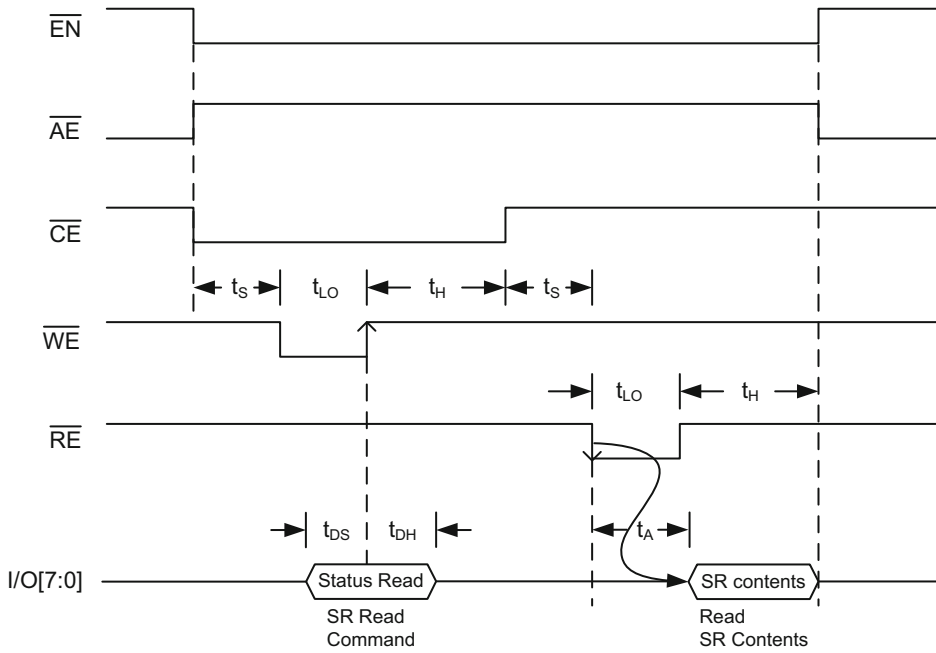 EN
AE
CE
tS tLO tH tS
WE
tLO tH
RE
tDS tDH tA
I/O[7:0] Status Read SR contents
SR Read Read
Command SR Contents